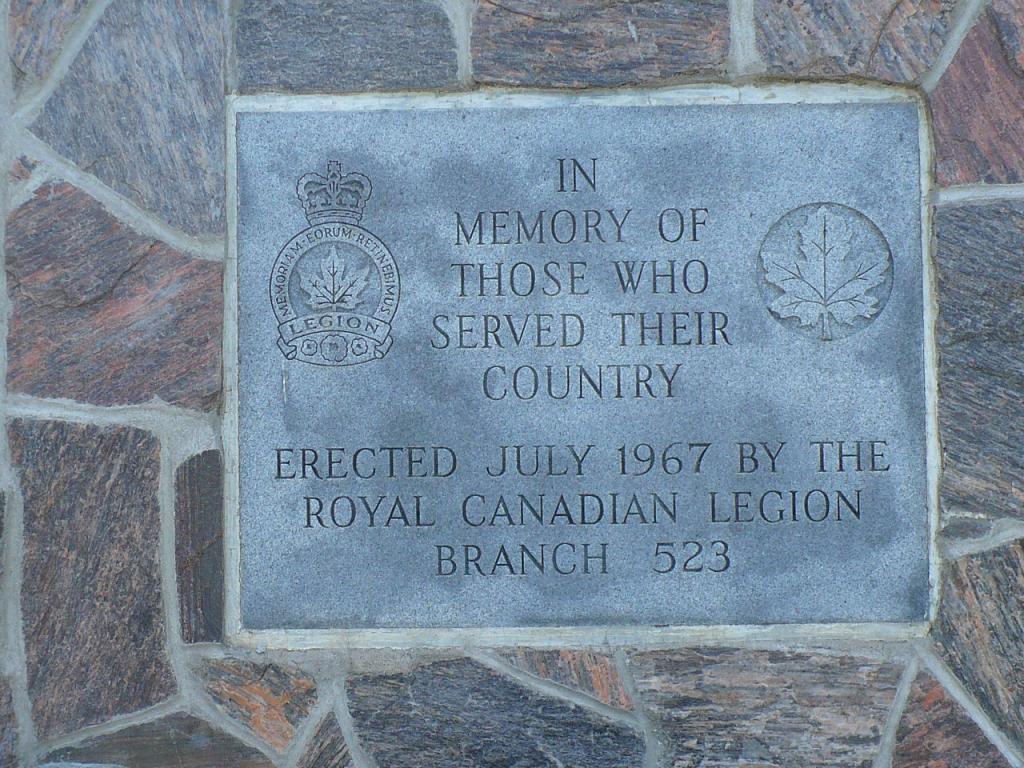 MEMORIAM·EORUM·RETINEBIMUS
LEGION
IN
MEMORY OF
THOSE WHO
SERVED THEIR
COUNTRY
ERECTED JULY 1967 BY THE
ROYAL CANADIAN LEGION
BRANCH 523